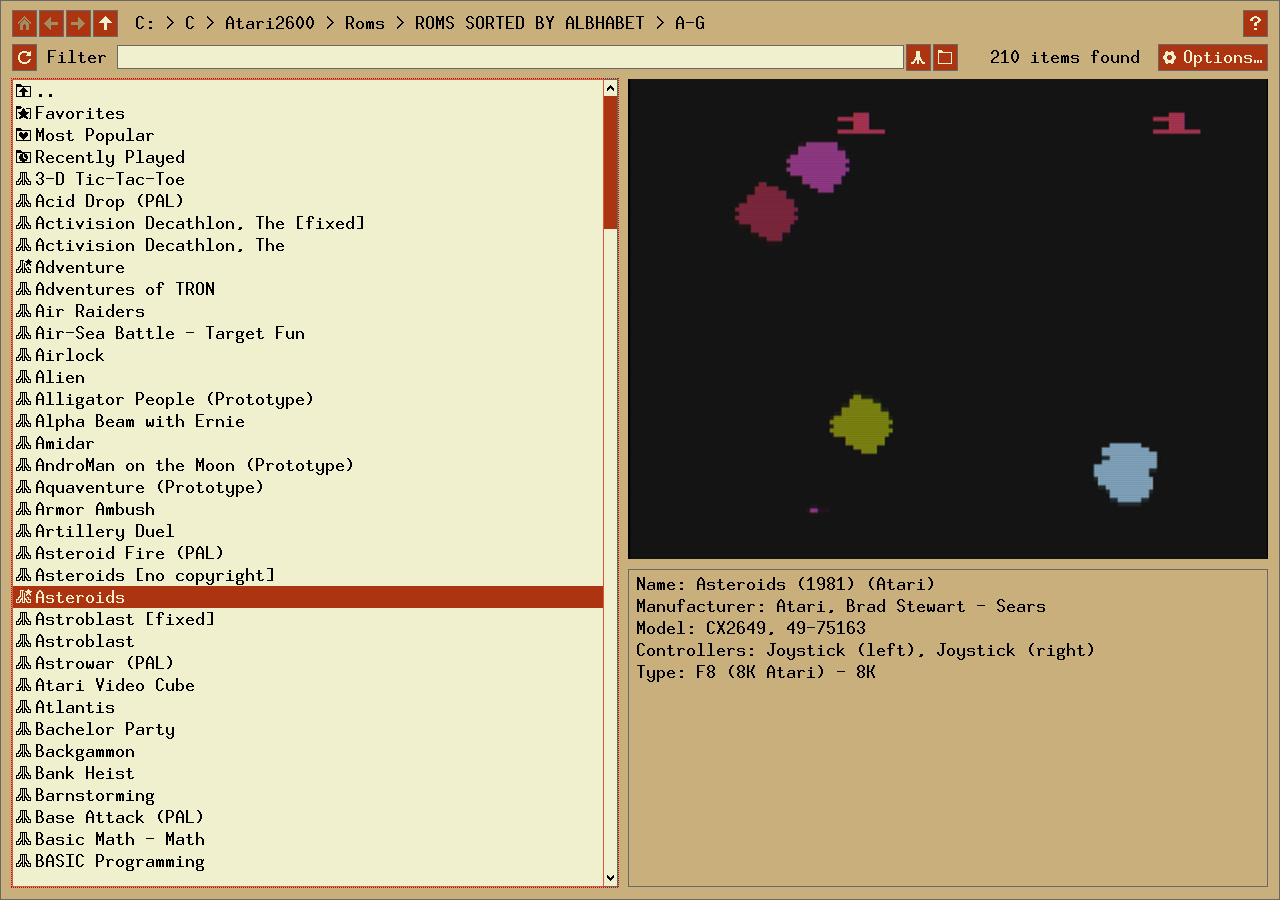 C: > C > Atari2600 > Roms > ROMS SORTED BY ALBHABET > A-G
?
Filter
210 items found
Options…
..
Favorites
Most Popular
Recently Played
3-D Tic-Tac-Toe
Acid Drop (PAL)
Activision Decathlon, The [fixed]
Activision Decathlon, The
Adventure
Adventures of TRON
Air Raiders
Air-Sea Battle - Target Fun
Airlock
Alien
Alligator People (Prototype)
Alpha Beam with Ernie
Amidar
AndroMan on the Moon (Prototype)
Aquaventure (Prototype)
Armor Ambush
Artillery Duel
Asteroid Fire (PAL)
Asteroids [no copyright]
Asteroids
Astroblast [fixed]
Astroblast
Astrowar (PAL)
Atari Video Cube
Atlantis
Bachelor Party
Backgammon
Bank Heist
Barnstorming
Base Attack (PAL)
Basic Math - Math
BASIC Programming
Name: Asteroids (1981) (Atari)
Manufacturer: Atari, Brad Stewart - Sears
Model: CX2649, 49-75163
Controllers: Joystick (left), Joystick (right)
Type: F8 (8K Atari) - 8K